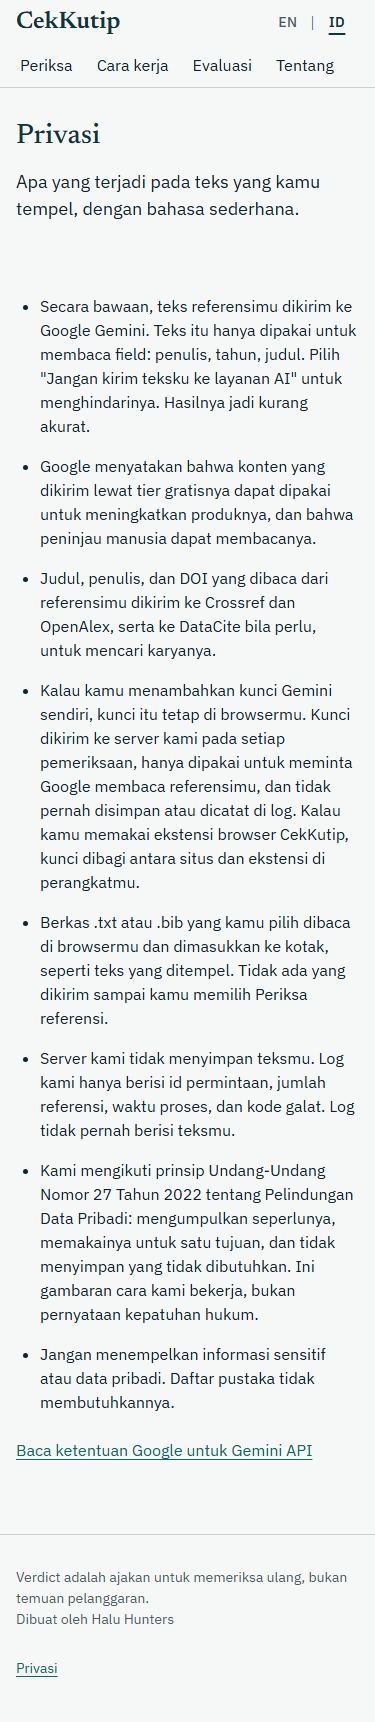 CekKutip
EN | ID
Periksa Cara kerja Evaluasi Tentang
Privasi
Apa yang terjadi pada teks yang kamu
tempel, dengan bahasa sederhana.
• Secara bawaan, teks referensimu dikirim ke
Google Gemini. Teks itu hanya dipakai untuk
membaca field: penulis, tahun, judul. Pilih
"Jangan kirim teksku ke layanan AI" untuk
menghindarinya. Hasilnya jadi kurang
akurat.
• Google menyatakan bahwa konten yang
dikirim lewat tier gratisnya dapat dipakai
untuk meningkatkan produknya, dan bahwa
peninjau manusia dapat membacanya.
• Judul, penulis, dan DOI yang dibaca dari
referensimu dikirim ke Crossref dan
OpenAlex, serta ke DataCite bila perlu,
untuk mencari karyanya.
• Kalau kamu menambahkan kunci Gemini
sendiri, kunci itu tetap di browsermu. Kunci
dikirim ke server kami pada setiap
pemeriksaan, hanya dipakai untuk meminta
Google membaca referensimu, dan tidak
pernah disimpan atau dicatat di log. Kalau
kamu memakai ekstensi browser CekKutip,
kunci dibagi antara situs dan ekstensi di
perangkatmu.
• Berkas .txt atau .bib yang kamu pilih dibaca
di browsermu dan dimasukkan ke kotak,
seperti teks yang ditempel. Tidak ada yang
dikirim sampai kamu memilih Periksa
referensi.
• Server kami tidak menyimpan teksmu. Log
kami hanya berisi id permintaan, jumlah
referensi, waktu proses, dan kode galat. Log
tidak pernah berisi teksmu.
• Kami mengikuti prinsip Undang-Undang
Nomor 27 Tahun 2022 tentang Pelindungan
Data Pribadi: mengumpulkan seperlunya,
memakainya untuk satu tujuan, dan tidak
menyimpan yang tidak dibutuhkan. Ini
gambaran cara kami bekerja, bukan
pernyataan kepatuhan hukum.
• Jangan menempelkan informasi sensitif
atau data pribadi. Daftar pustaka tidak
membutuhkannya.
Baca ketentuan Google untuk Gemini API
Verdict adalah ajakan untuk memeriksa ulang, bukan
temuan pelanggaran.
Dibuat oleh Halu Hunters
Privasi